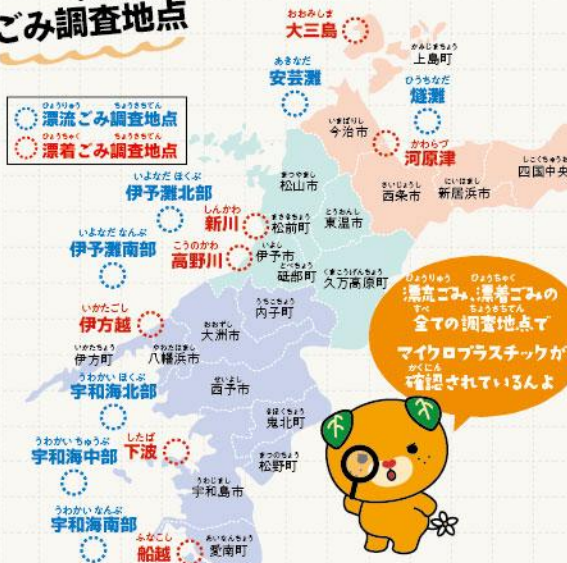 ごみ調査地点
おおみしま
大三島
かみじまちょう
上島町
あきなだ
安芸灘
ひうちなだ
燧灘
ひょうりゅう ちょうさちてん
漂流ごみ調査地点
ひょうちゃく ちょうさちてん
漂着ごみ調査地点
いまばりし
今治市
かわらづ
河原津
しこくちゅうお
四国中央
いよなだ ほくぶ
伊予灘北部
まつやまし
松山市
さいじょうし
西条市
にいはまし
新居浜市
しんかわ
新川
まさきちょう
松前町
とうおんし
東温市
いよなだ なんぶ
伊予灘南部
こうのかわ
高野川
いよし
伊予市
とべちょう
砥部町
くまこうげんちょう
久万高原町
ひょうりゅう ひょうちゃく
漂流ごみ、漂着ごみの
すべ ちょうさちてん
全ての調査地点で
マイクロプラスチックが
かくにん
確認されているんよ
いかたごし
伊方越
うちこちょう
内子町
おおずし
大洲市
いかたちょう
伊方町
やわたはまし
八幡浜市
うわかい ほくぶ
宇和海北部
せいよし
西予市
きほくちょう
鬼北町
うわかい ちゅうぶ
宇和海中部
したば
下波
まつのちょう
松野町
うわじまし
宇和島市
うわかい なんぶ
宇和海南部
ふなこし
船越
あいなんちょう
愛南町